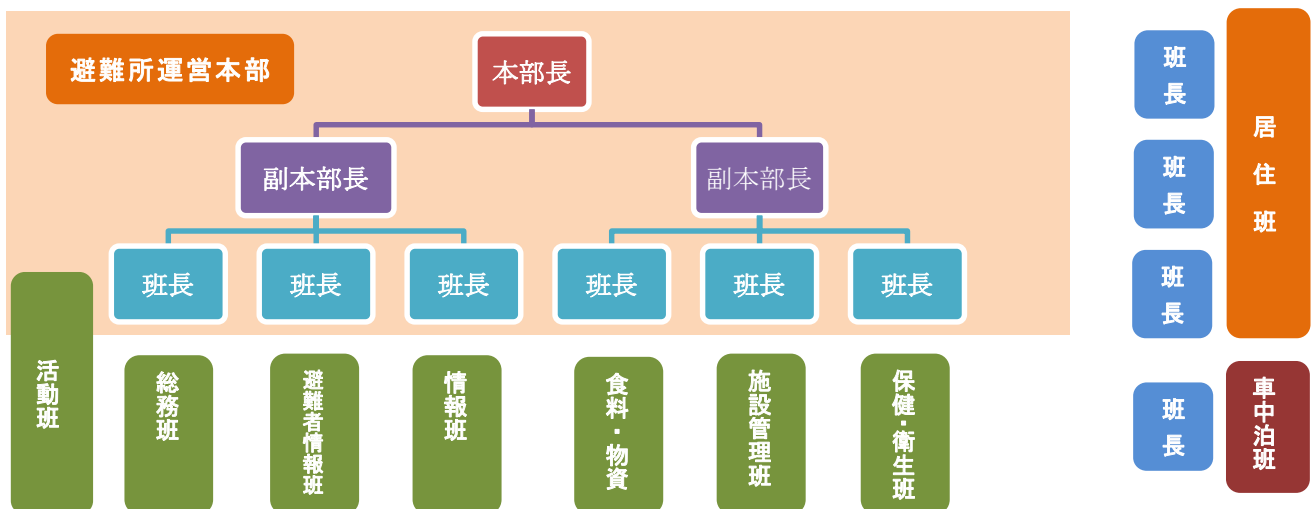 避難所運営本部
本部長
副本部長
副本部長
班長
班長
班長
班長
班長
班長
活動班
総務班
避難者情報班
情報班
食料・物資
施設管理班
保健・衛生班
班長
班長
班長
居住班
班長
車中泊班